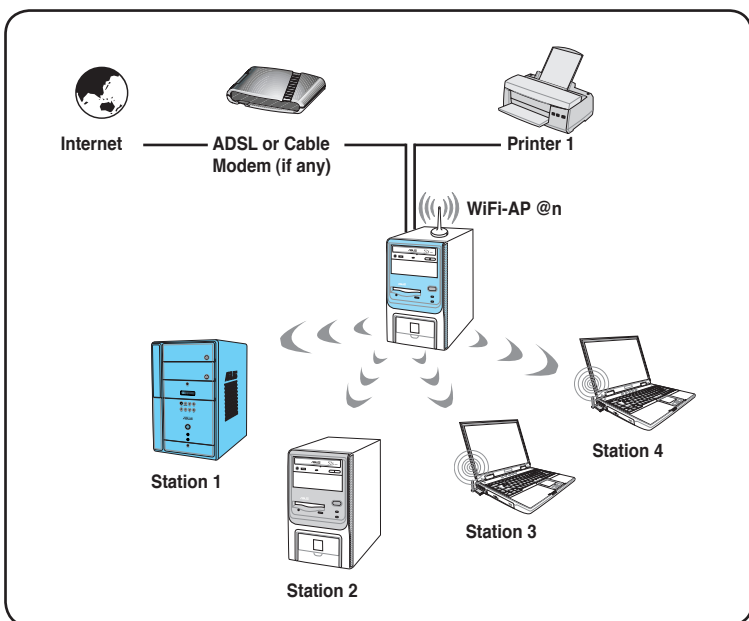 Internet
ADSL or Cable
Modem (if any)
Printer 1
WiFi-AP @n
Station 1
Station 2
Station 3
Station 4